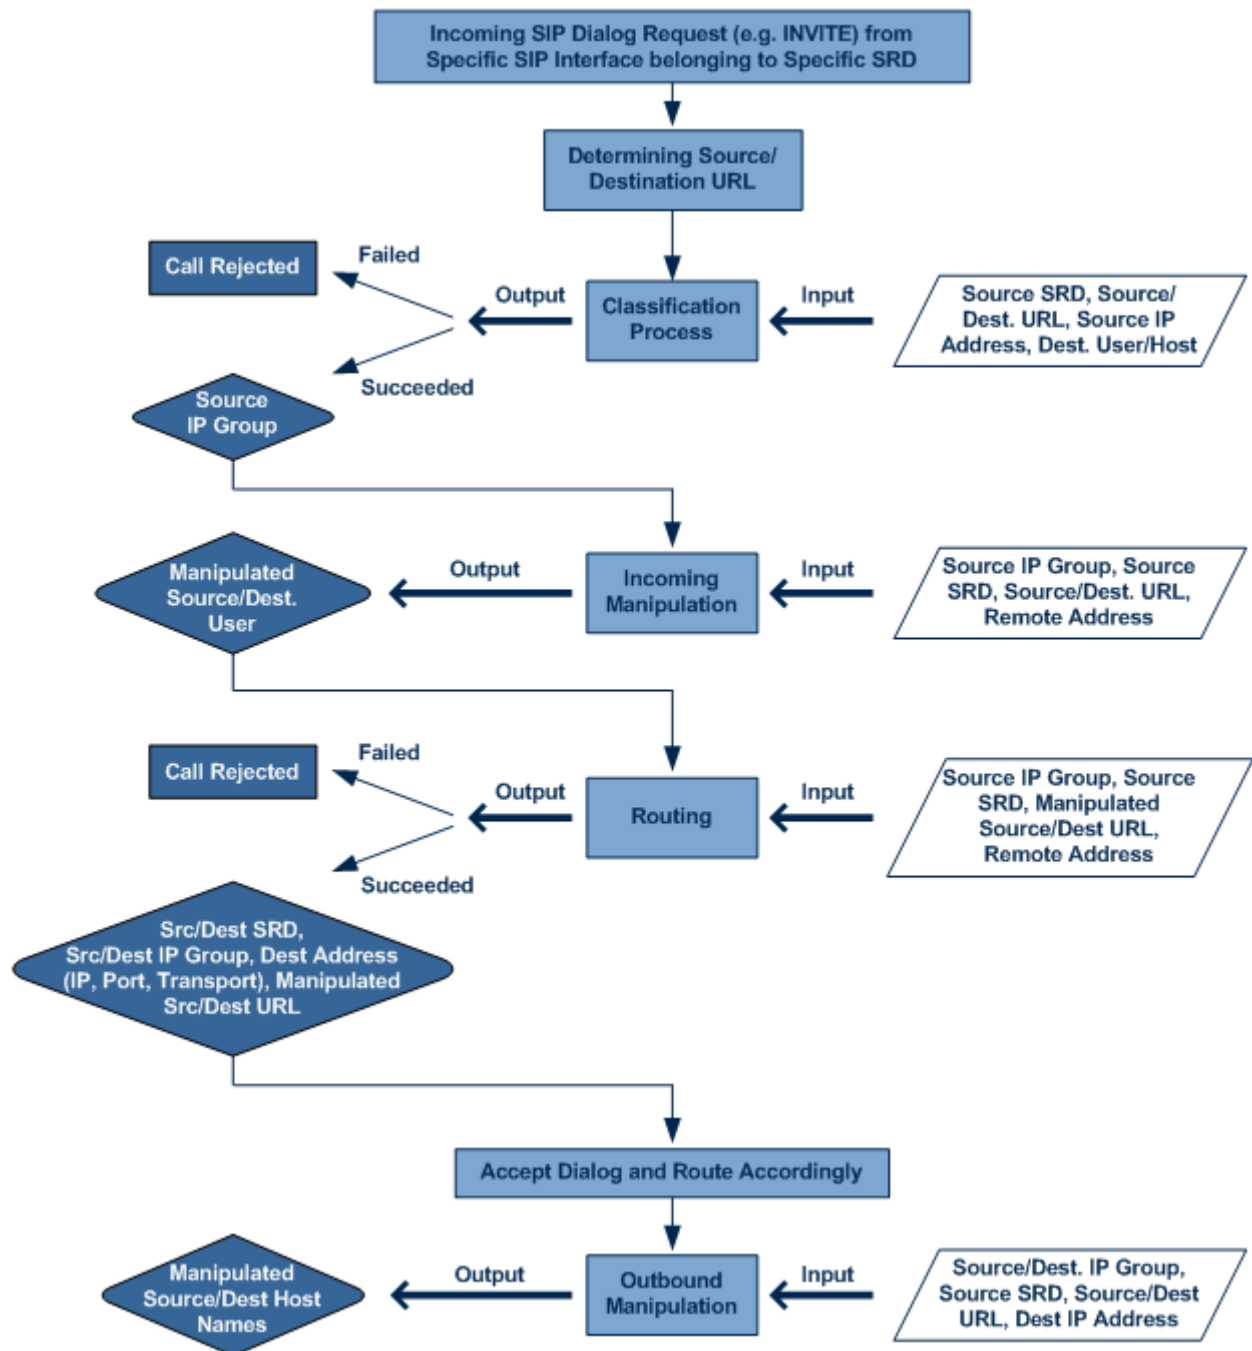 Incoming SIP Dialog Request (e.g. INVITE) from
Specific SIP Interface belonging to Specific SRD
Determining Source/
Destination URL
Call Rejected
Failed
Output
Classification
Process
Input
Source SRD, Source/
Dest. URL, Source IP
Address, Dest. User/Host
Succeeded
Source
IP Group
Manipulated
Source/Dest.
User
Output
Incoming
Manipulation
Input
Source IP Group, Source
SRD, Source/Dest. URL,
Remote Address
Call Rejected
Failed
Output
Routing
Input
Source IP Group, Source
SRD, Manipulated
Source/Dest URL,
Remote Address
Succeeded
Src/Dest SRD,
Src/Dest IP Group, Dest Address
(IP, Port, Transport), Manipulated
Src/Dest URL
Accept Dialog and Route Accordingly
Manipulated
Source/Dest Host
Names
Output
Outbound
Manipulation
Input
Source/Dest. IP Group,
Source SRD, Source/Dest
URL, Dest IP Address